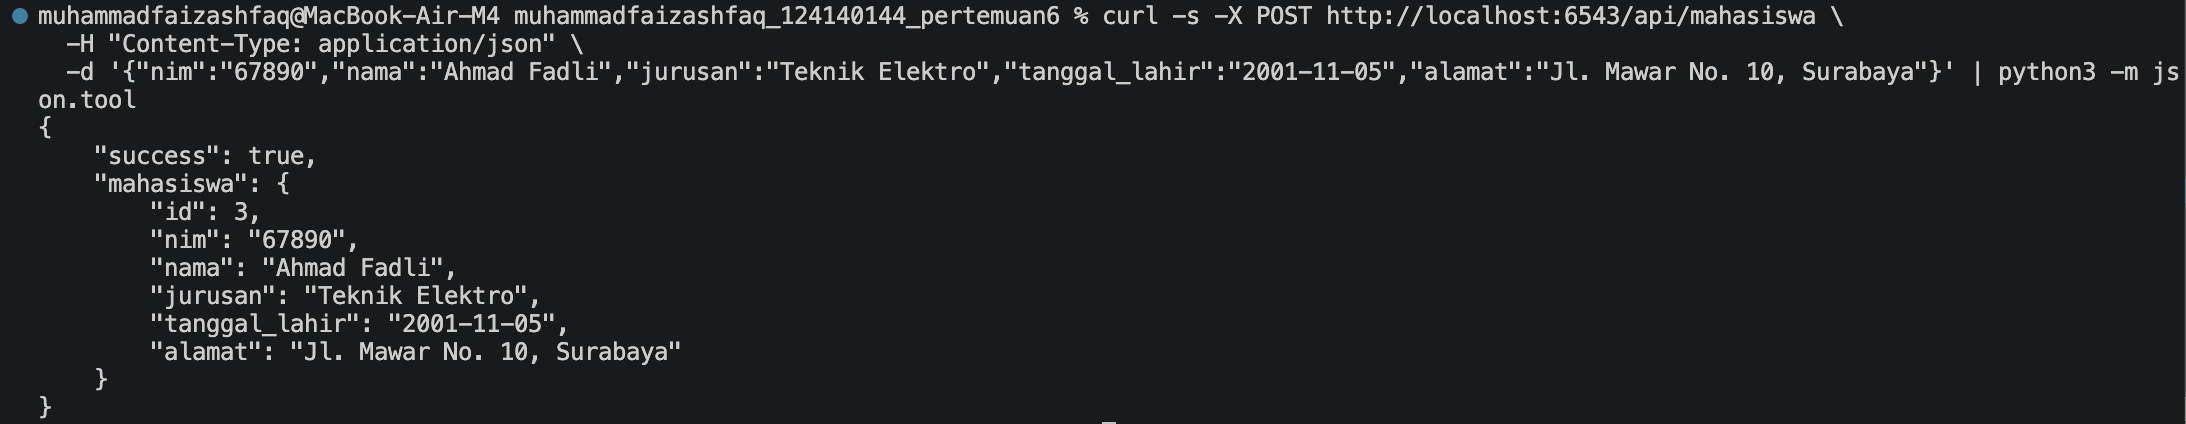 muhammadfaizashfaq@MacBook-Air-M4 muhammadfaizashfaq_124140144_pertemuan6 % curl -s -X POST http://localhost:6543/api/mahasiswa \
  -H "Content-Type: application/json" \
  -d '{"nim":"67890","nama":"Ahmad Fadli","jurusan":"Teknik Elektro","tanggal_lahir":"2001-11-05","alamat":"Jl. Mawar No. 10, Surabaya"}' | python3 -m js
on.tool
{
    "success": true,
    "mahasiswa": {
        "id": 3,
        "nim": "67890",
        "nama": "Ahmad Fadli",
        "jurusan": "Teknik Elektro",
        "tanggal_lahir": "2001-11-05",
        "alamat": "Jl. Mawar No. 10, Surabaya"
    }
}